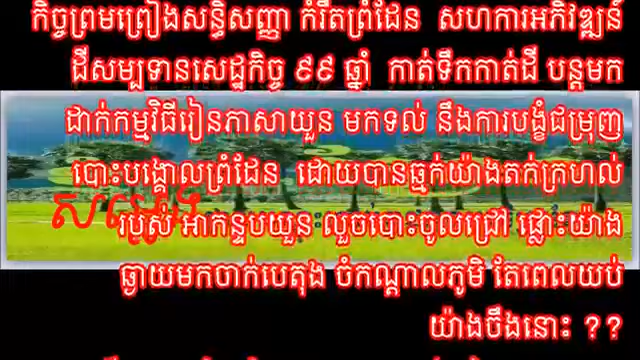 កិច្ចព្រមព្រៀងសន្ធិសញ្ញា កំរឹតព្រំដែន សហការអភិវឌ្ឍន៍
ដីសម្បទានសេដ្ឋកិច្ច ៩៩ ឆ្នាំ កាត់ទឹកកាត់ដី បន្តមក
ដាក់កម្មវិធីរៀនភាសាយួន មកទល់ នឹងការបង្ខំជម្រុញ
បោះបង្គោលព្រំដែន ដោយបានឆ្មក់យ៉ាងតក់ក្រហល់
របស់ អាកន្ទបយួន លួចបោះចូលជ្រៅ ផ្លោះយ៉ាង
ឆ្ងាយមកចាក់បេតុង ចំកណ្តាលភូមិ តែពេលយប់
យ៉ាងចឹងនោះ ??